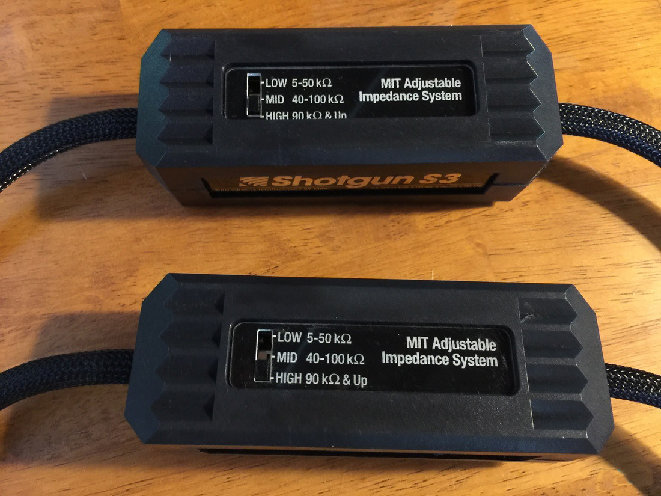 LOW 5-50 kΩ
MID 40-100 kΩ
HIGH 90 kΩ & Up
MIT Adjustable
Impedance System
Shotgun S3
LOW 5-50 kΩ
MID 40-100 kΩ
HIGH 90 kΩ & Up
MIT Adjustable
Impedance System